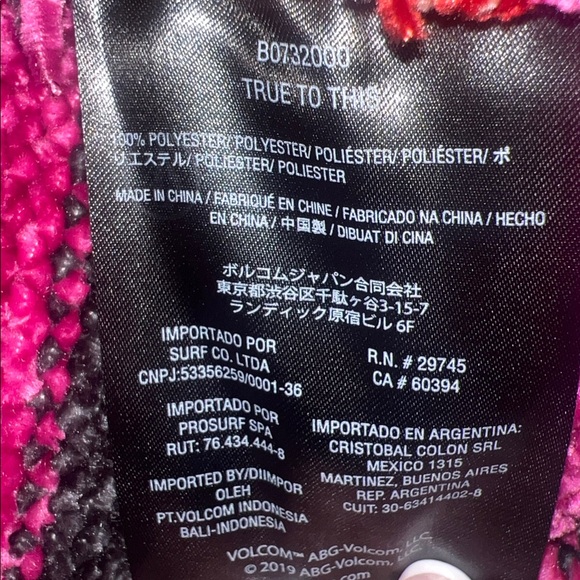 B0732000
TRUE TO THIS
100% POLYESTER/ POLYESTER/ POLIÉSTER/ POLIÉSTER/ ポ
リエステル/ POLIESTER/ POLIESTER
MADE IN CHINA / FABRIQUÉ EN CHINE / FABRICADO NA CHINA / HECHO
EN CHINA / 中国製 / DIBUAT DI CINA
ボルコムジャパン合同会社
東京都渋谷区千駄ヶ谷3-15-7
ランディック原宿ビル 6F
IMPORTADO POR
SURF CO. LTDA
CNPJ:53356259/0001-36
R.N. # 29745
CA # 60394
IMPORTADO POR
PROSURF SPA
RUT: 76.434.444-8
IMPORTADO EN ARGENTINA:
CRISTOBAL COLON SRL
MEXICO 1315
MARTINEZ, BUENOS AIRES
REP. ARGENTINA
CUIT: 30-63414402-8
IMPORTED BY/DIIMPOR
OLEH
PT.VOLCOM INDONESIA
BALI-INDONESIA
VOLCOM™ ABG-Volcom, LLC.
© 2019 ABG-Volcom, LLC.
.com